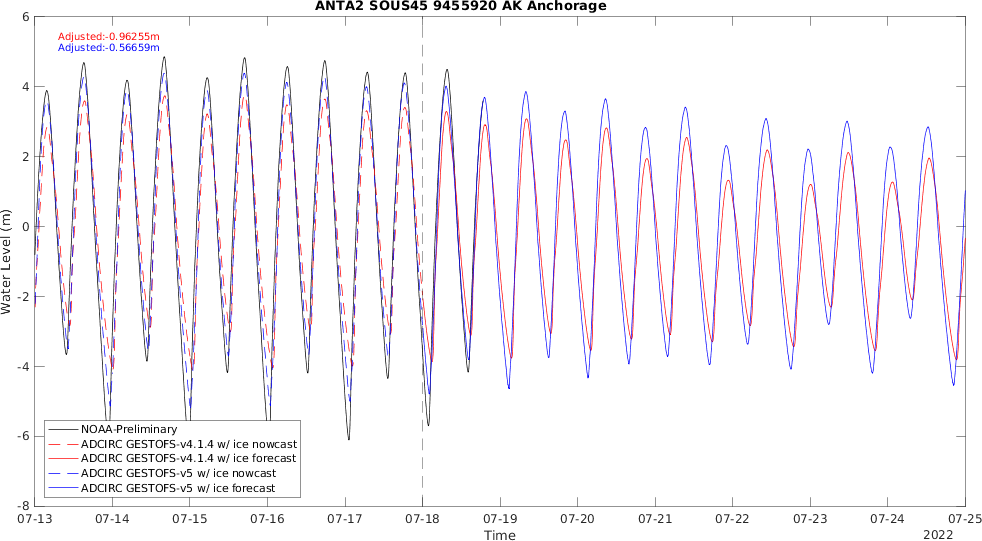 ANTA2 SOUS45 9455920 AK Anchorage
Adjusted:-0.96255m
Adjusted:-0.56659m
6
4
2
0
-2
-4
-6
-8
Water Level (m)
NOAA-Preliminary
ADCIRC GESTOFS-v4.1.4 w/ ice nowcast
ADCIRC GESTOFS-v4.1.4 w/ ice forecast
ADCIRC GESTOFS-v5 w/ ice nowcast
ADCIRC GESTOFS-v5 w/ ice forecast
07-13 07-14 07-15 07-16 07-17 07-18 07-19 07-20 07-21 07-22 07-23 07-24 07-25
Time
2022